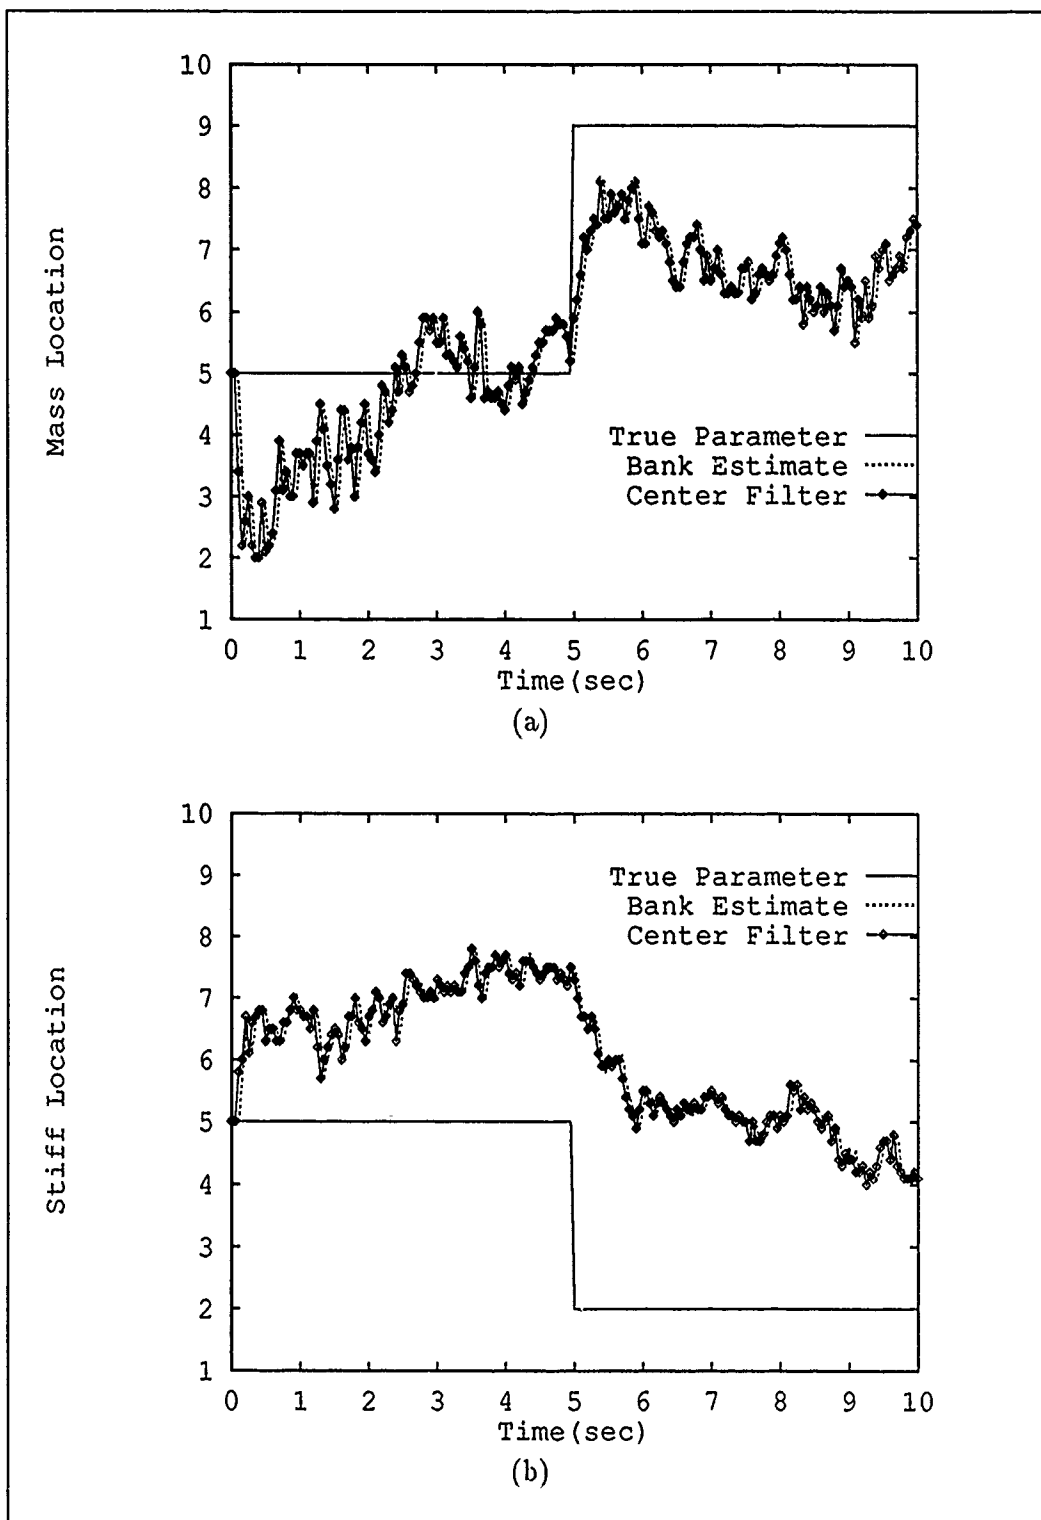 10
9
8
7
6
5
4
3
2
1
Mass Location
True Parameter
Bank Estimate
Center Filter
0 1 2 3 4 5 6 7 8 9 10
Time(sec)
(a)
10
9
8
7
6
5
4
3
2
1
Stiff Location
True Parameter
Bank Estimate
Center Filter
0 1 2 3 4 5 6 7 8 9 10
Time(sec)
(b)